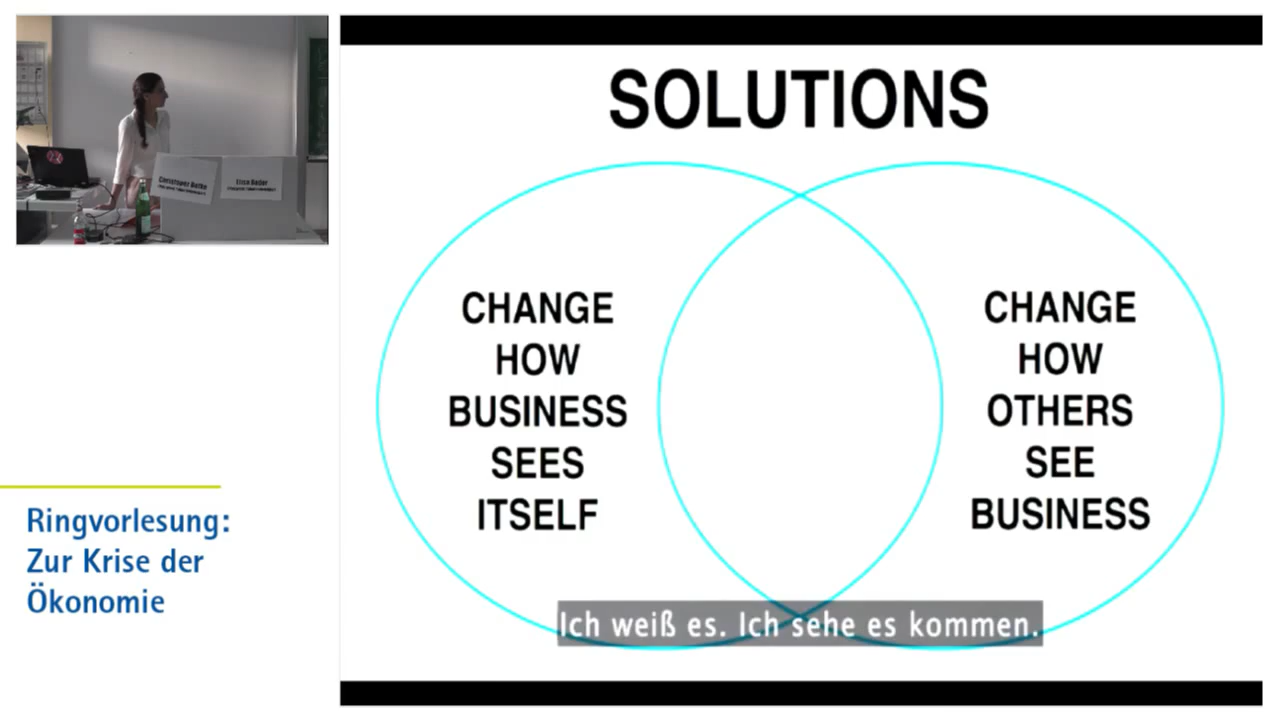 SOLUTIONS
CHANGE
HOW
BUSINESS
SEES
ITSELF
CHANGE
HOW
OTHERS
SEE
BUSINESS
Ich weiß es. Ich sehe es kommen.
Ringvorlesung:
Zur Krise der
Ökonomie